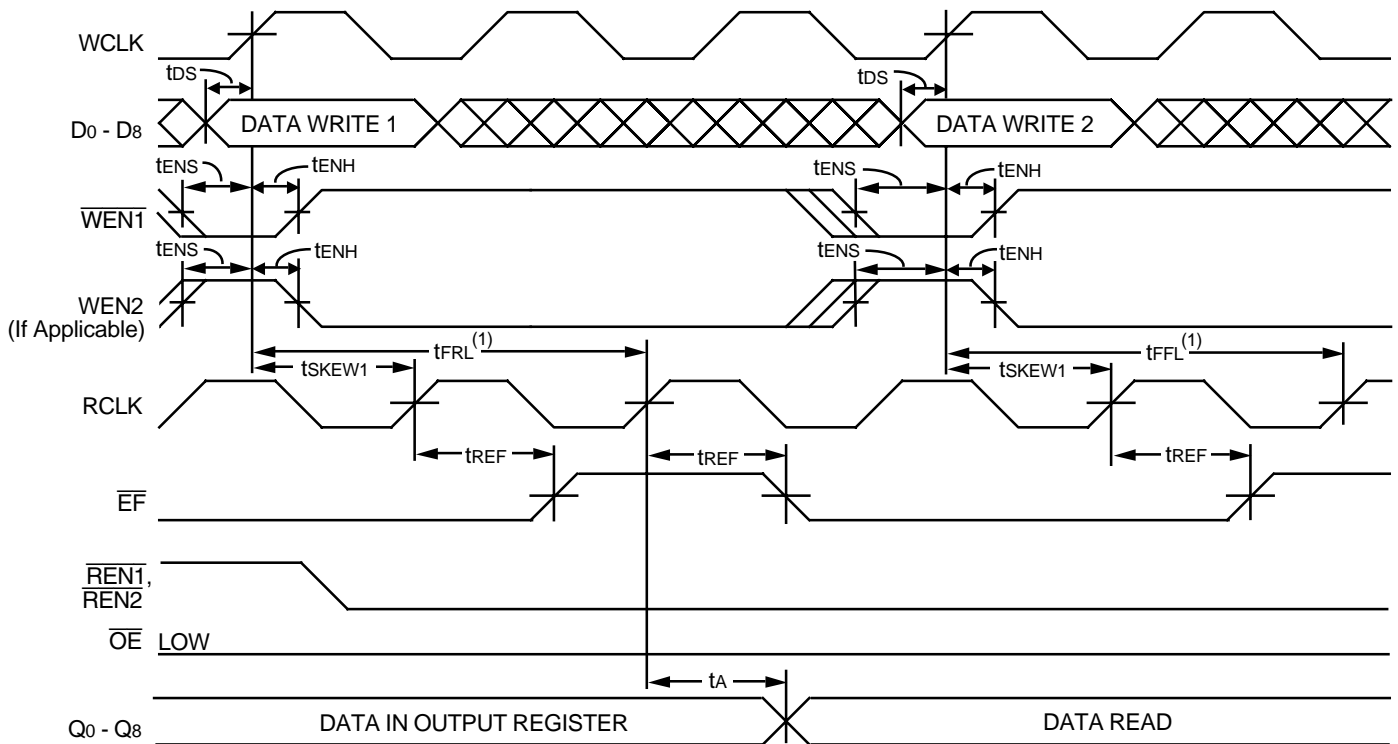 WCLK
tDS
tDS
D0 - D8
DATA WRITE 1
DATA WRITE 2
tENS
tENH
tENS
tENH
WEN1
tENS
tENH
tENS
tENH
WEN2
(If Applicable)
tFRL(1)
tFFL(1)
tSKEW1
tSKEW1
RCLK
tREF
tREF
tREF
EF
REN1,
REN2
OE
LOW
tA
Q0 - Q8
DATA IN OUTPUT REGISTER
DATA READ